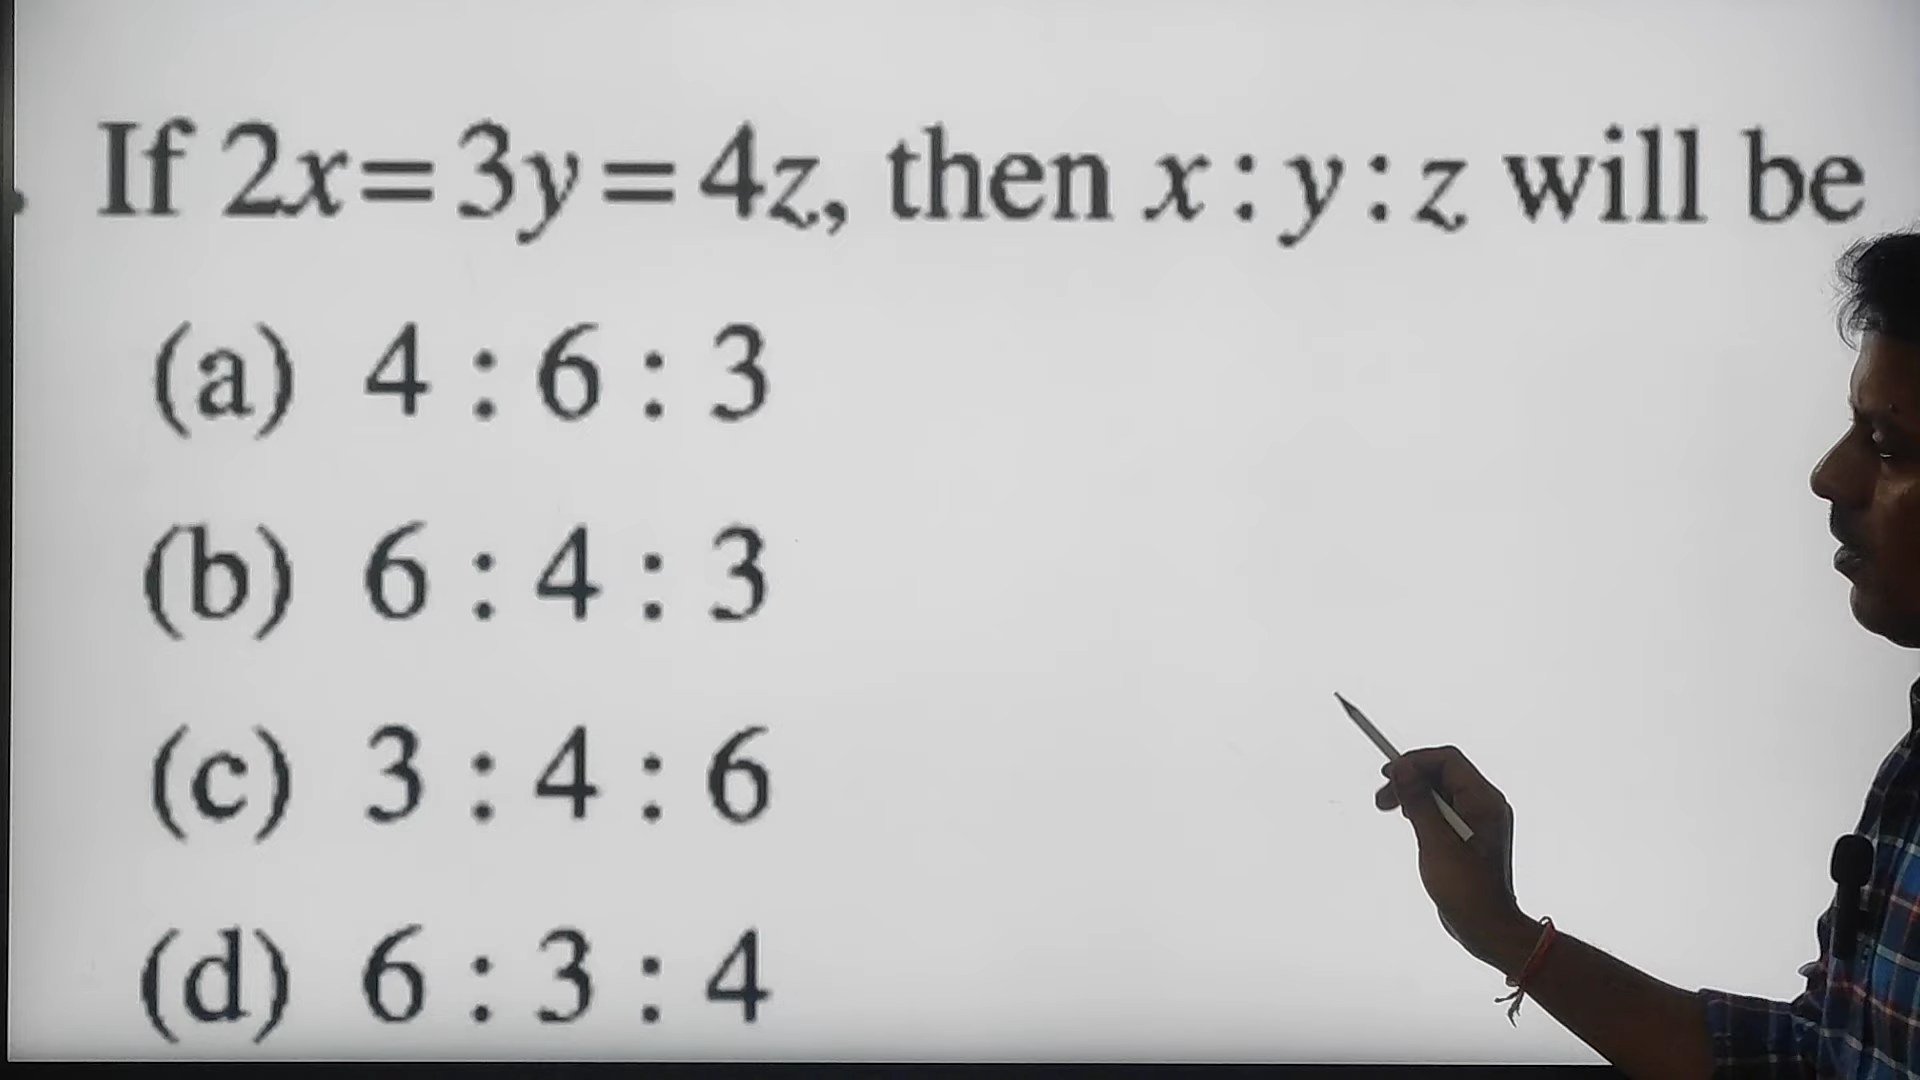 If 2x=3y=4z, then x:y:z will be
(a) 4 : 6 : 3
(b) 6 : 4 : 3
(c) 3 : 4 : 6
(d) 6 : 3 : 4